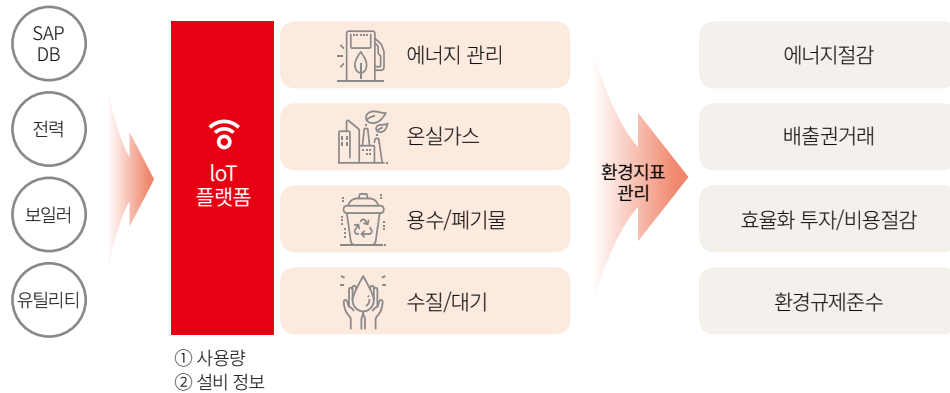 SAP
DB
전력
보일러
유틸리티
IoT
플랫폼
① 사용량
② 설비 정보
에너지 관리
온실가스
용수/폐기물
수질/대기
환경지표
관리
에너지절감
배출권거래
효율화 투자/비용절감
환경규제준수